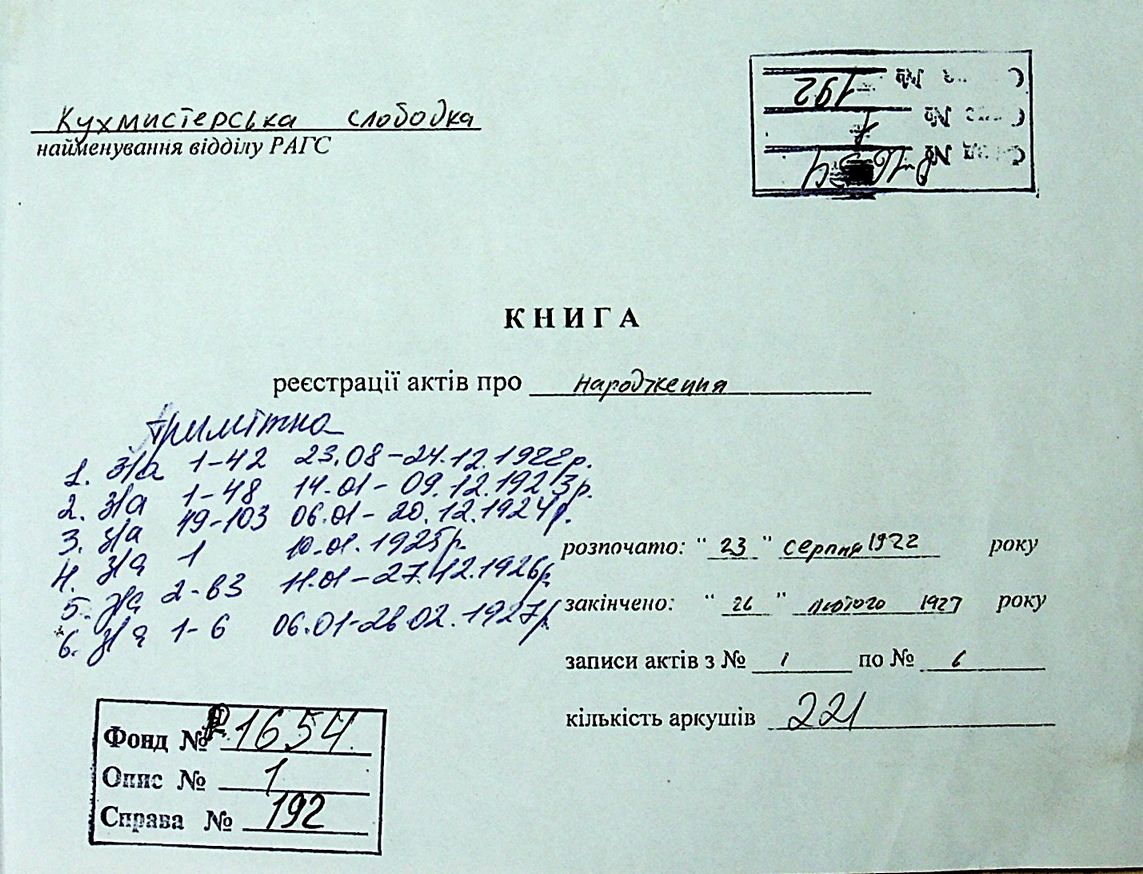 Кухмистерська слободка
найменування відділу РАГС
192
1
КНИГА
реєстрації актів про народження
Примітка
1. з/а 1-42 23.08-24.12.1922р.
2. з/а 1-48 14.01-09.12.1923р.
3. з/а 49-103 06.01-20.12.1924р.
4. з/а 1 10.01.1925р.
5. з/а 2-83 11.01-27.12.1926р.
6. з/а 1-6 06.01-26.02.1927р.
розпочато: "23" серпня 1922 року
закінчено: "26" лютого 1927 року
записи актів з № 1 по № 6
кількість аркушів 221
Фонд № Р-1654
Опис № 1
Справа № 192